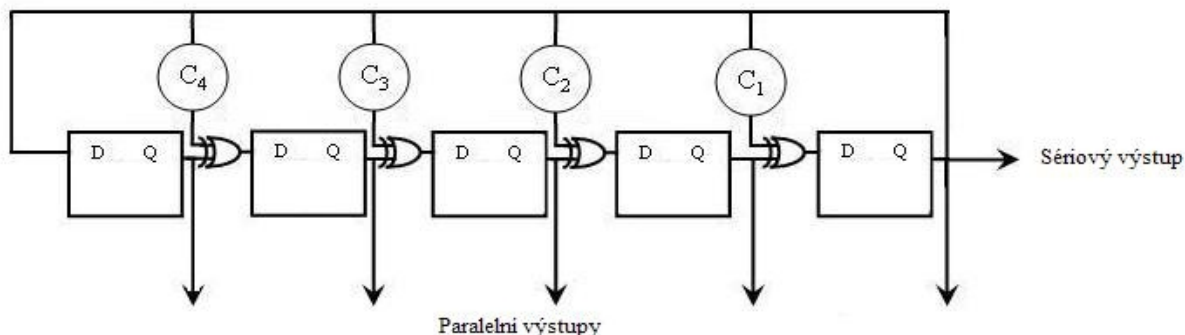 C4
C3
C2
C1
D Q
D Q
D Q
D Q
D Q
Sériový výstup
Paralelní výstupy